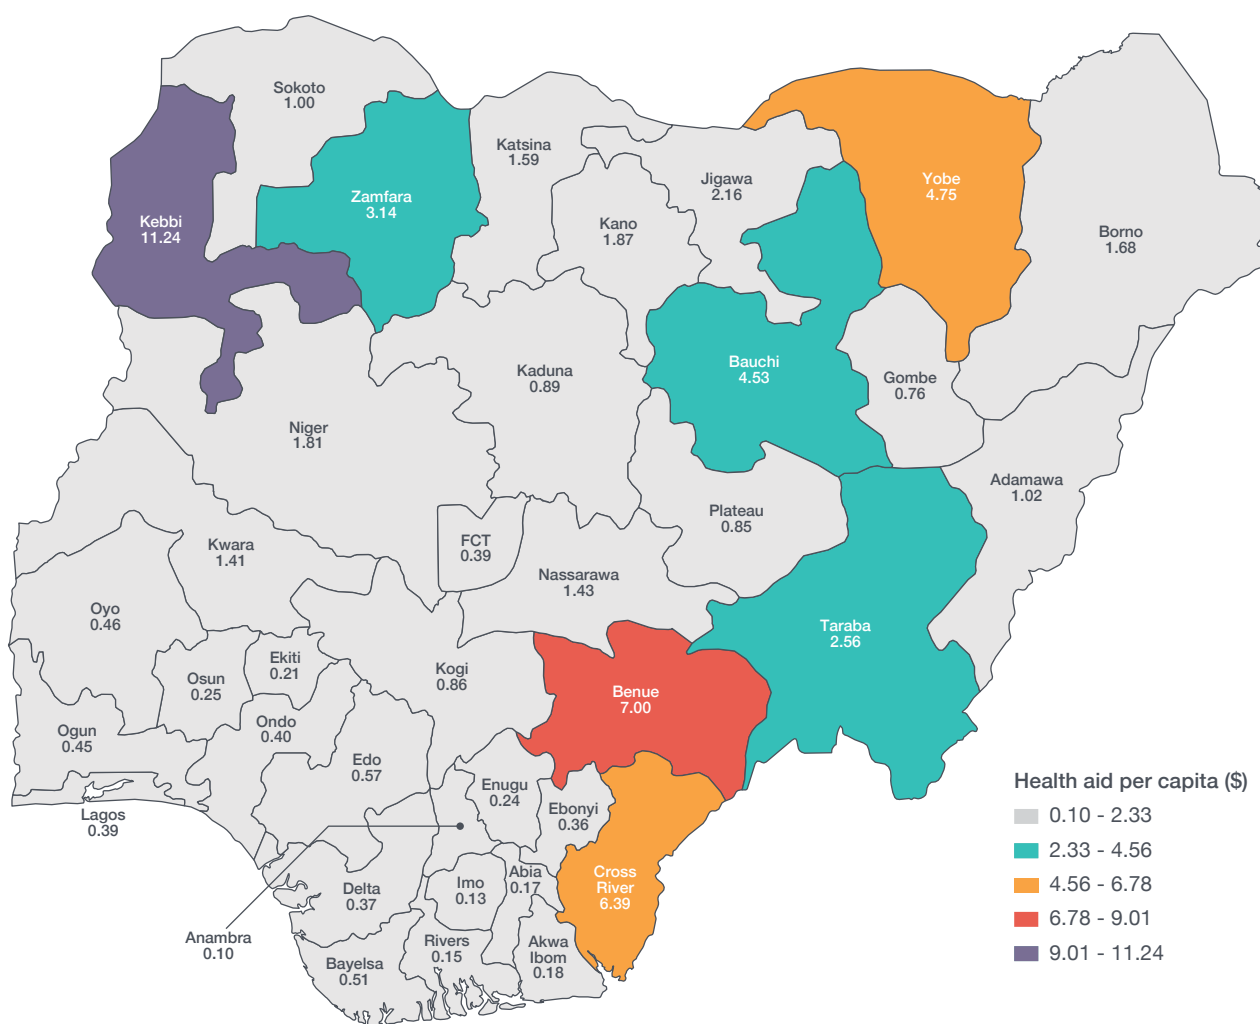 Sokoto
1.00
Katsina
1.59
Jigawa
2.16
Yobe
4.75
Zamfara
3.14
Kebbi
11.24
Kano
1.87
Borno
1.68
Kaduna
0.89
Bauchi
4.53
Gombe
0.76
Niger
1.81
Adamawa
1.02
Plateau
0.85
FCT
0.39
Kwara
1.41
Nassarawa
1.43
Oyo
0.46
Taraba
2.56
Ekiti
0.21
Osun
0.25
Kogi
0.86
Benue
7.00
Ogun
0.45
Ondo
0.40
Edo
0.57
Enugu
0.24
Ebonyi
0.36
Lagos
0.39
Cross
River
6.39
Abia
0.17
Imo
0.13
Delta
0.37
Anambra
0.10
Rivers
0.15
Akwa
Ibom
0.18
Bayelsa
0.51
Health aid per capita ($)
0.10 - 2.33
2.33 - 4.56
4.56 - 6.78
6.78 - 9.01
9.01 - 11.24